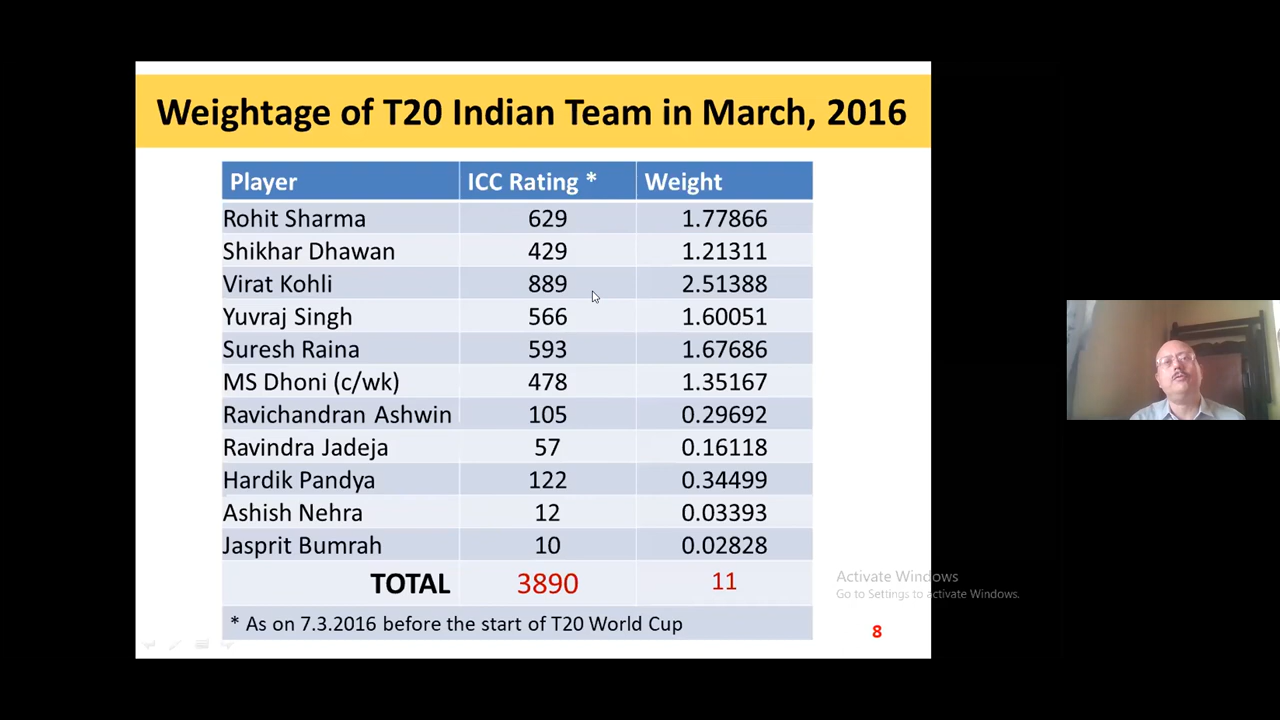 Weightage of T20 Indian Team in March, 2016
Player ICC Rating * Weight
Rohit Sharma 629 1.77866
Shikhar Dhawan 429 1.21311
Virat Kohli 889 2.51388
Yuvraj Singh 566 1.60051
Suresh Raina 593 1.67686
MS Dhoni (c/wk) 478 1.35167
Ravichandran Ashwin 105 0.29692
Ravindra Jadeja 57 0.16118
Hardik Pandya 122 0.34499
Ashish Nehra 12 0.03393
Jasprit Bumrah 10 0.02828
TOTAL 3890 11
* As on 7.3.2016 before the start of T20 World Cup
8
Activate Windows
Go to Settings to activate Windows.